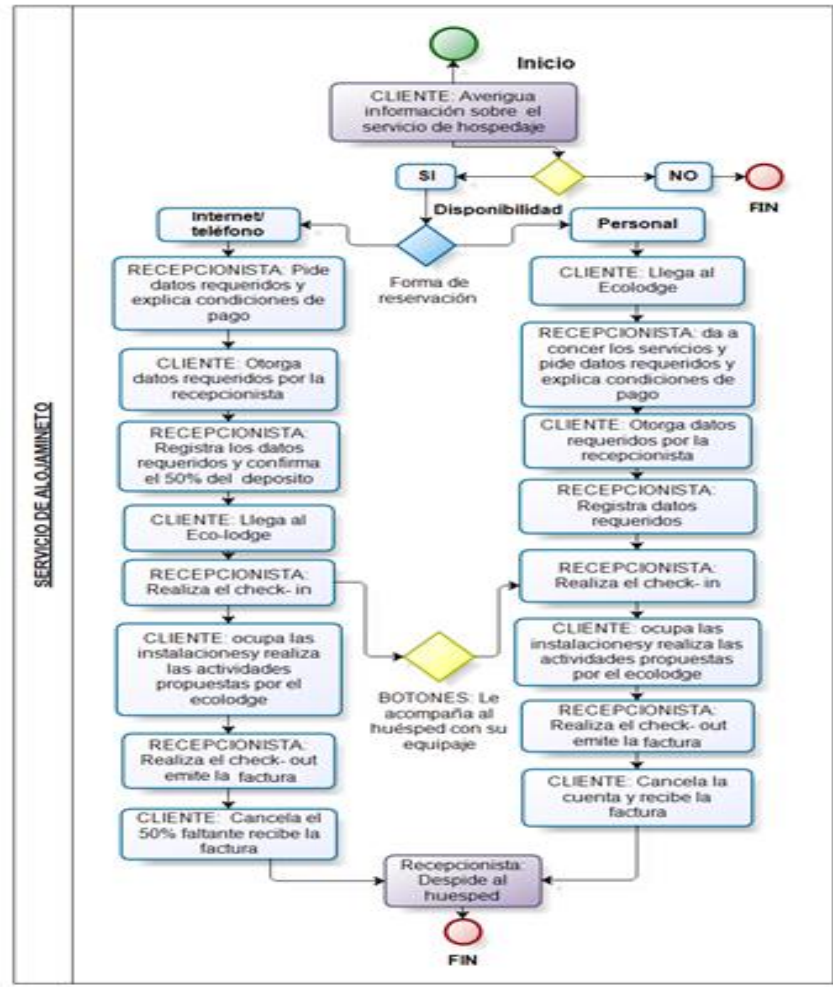 SERVICIO DE ALOJAMINETO
Inicio
CLIENTE: Averigua
información sobre el
servicio de hospedaje
SI
NO
FIN
Disponibilidad
Internet/
teléfono
Personal
Forma de
reservación
RECEPCIONISTA: Pide
datos requeridos y
explica condiciones de
pago
CLIENTE: Otorga
datos requeridos por la
recepcionista
RECEPCIONISTA:
Registra los datos
requeridos y confirma
el 50% del deposito
CLIENTE: Llega al
Eco-lodge
RECEPCIONISTA:
Realiza el check- in
CLIENTE: ocupa las
instalacionesy realiza
las actividades
propuestas por el
ecolodge
RECEPCIONISTA:
Realiza el check- out
emite la factura
CLIENTE: Cancela el
50% faltante recibe la
factura
BOTONES: Le
acompaña al
huésped con su
equipaje
CLIENTE: Llega al
Ecolodge
RECEPCIONISTA: da a
concer los servicios y
pide datos requeridos y
explica condiciones de
pago
CLIENTE: Otorga datos
requeridos por la
recepcionista
RECEPCIONISTA:
Registra datos
requeridos
RECEPCIONISTA:
Realiza el check- in
CLIENTE: ocupa las
instalacionesy realiza las
actividades propuestas
por el ecolodge
RECEPCIONISTA:
Realiza el check- out
emite la factura
CLIENTE: Cancela la
cuenta y recibe la
factura
Recepcionista:
Despide al
huesped
FIN